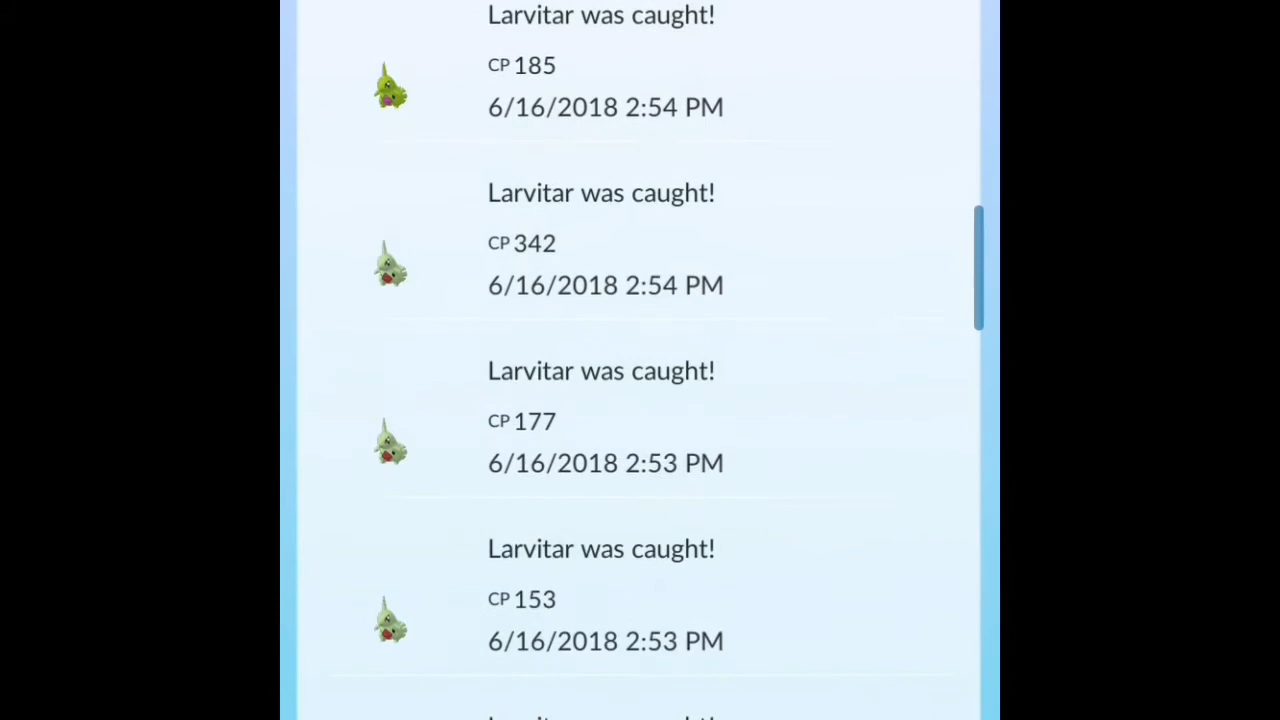 Larvitar was caught!
CP 185
6/16/2018 2:54 PM
Larvitar was caught!
CP 342
6/16/2018 2:54 PM
Larvitar was caught!
CP 177
6/16/2018 2:53 PM
Larvitar was caught!
CP 153
6/16/2018 2:53 PM